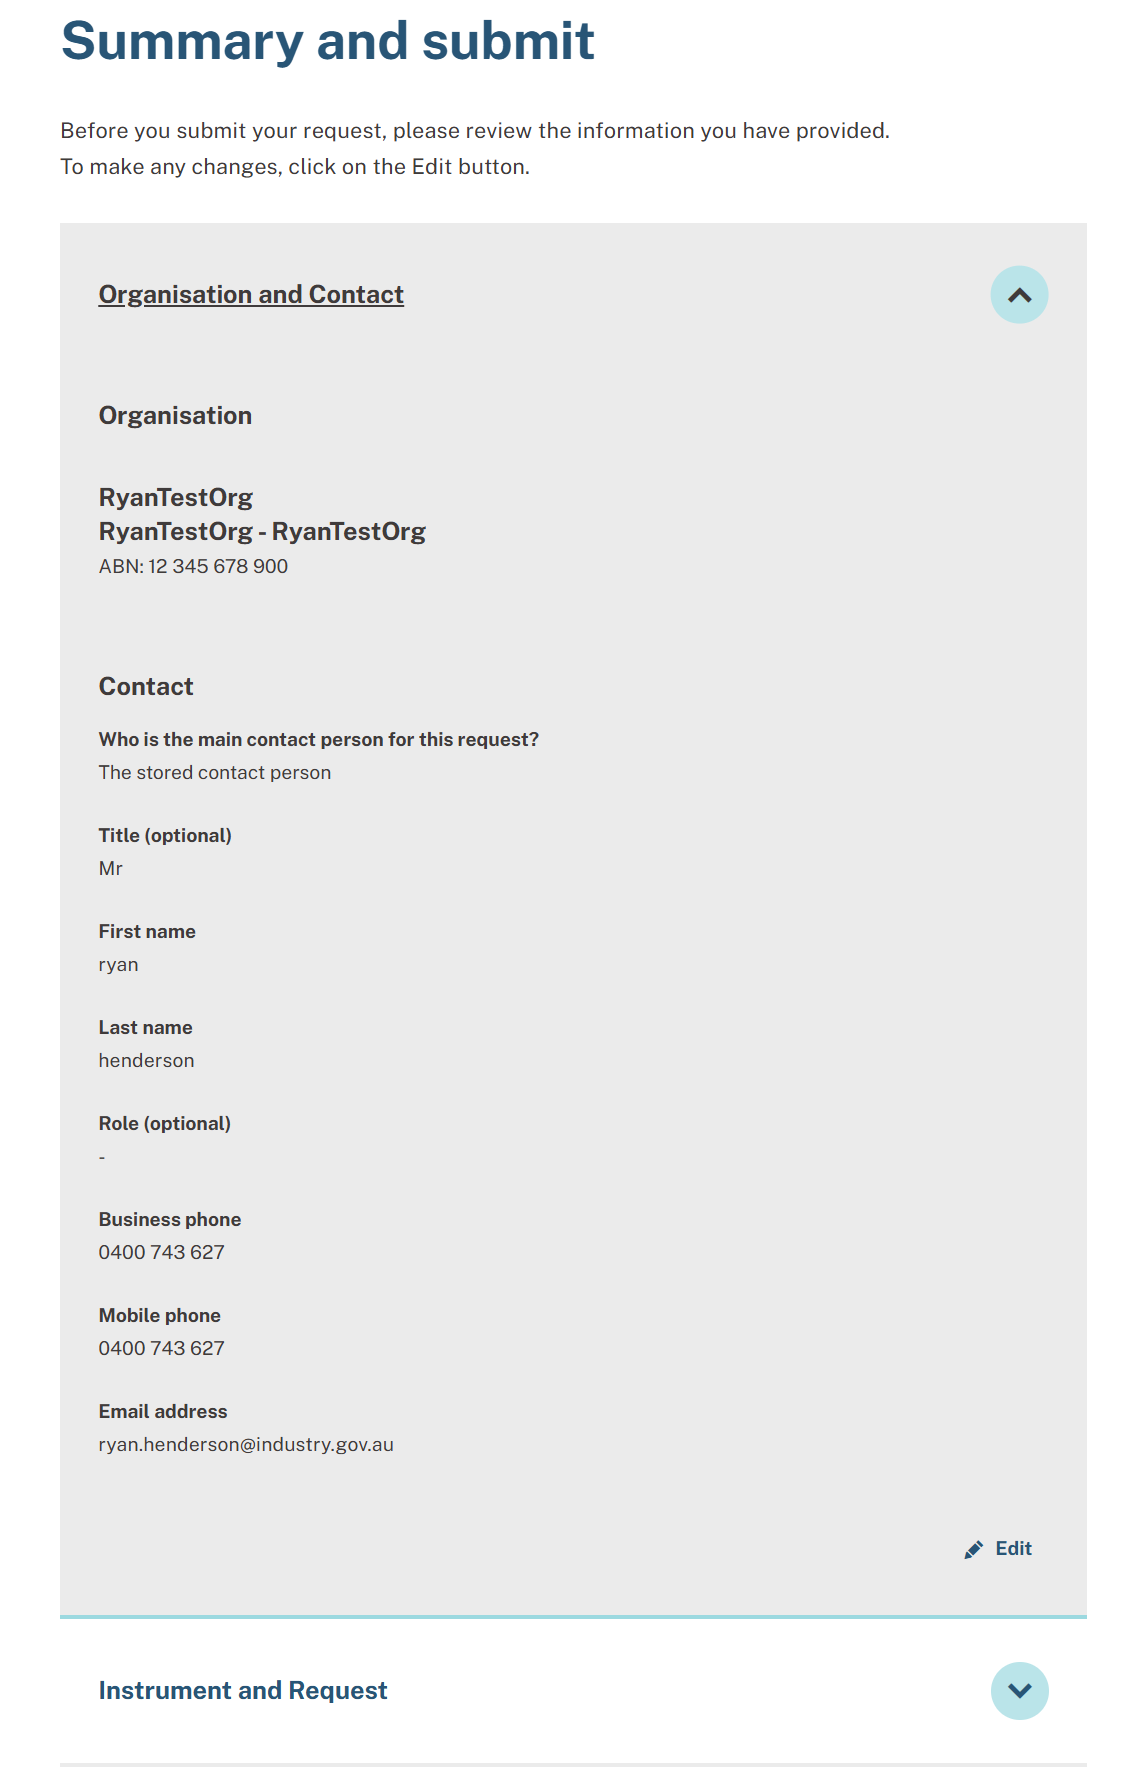 Summary and submit
Before you submit your request, please review the information you have provided.
To make any changes, click on the Edit button.
Organisation and Contact
Organisation
RyanTestOrg
RyanTestOrg - RyanTestOrg
ABN: 12 345 678 900
Contact
Who is the main contact person for this request?
The stored contact person
Title (optional)
Mr
First name
ryan
Last name
henderson
Role (optional)
-
Business phone
0400 743 627
Mobile phone
0400 743 627
Email address
ryan.henderson@industry.gov.au
Edit
Instrument and Request